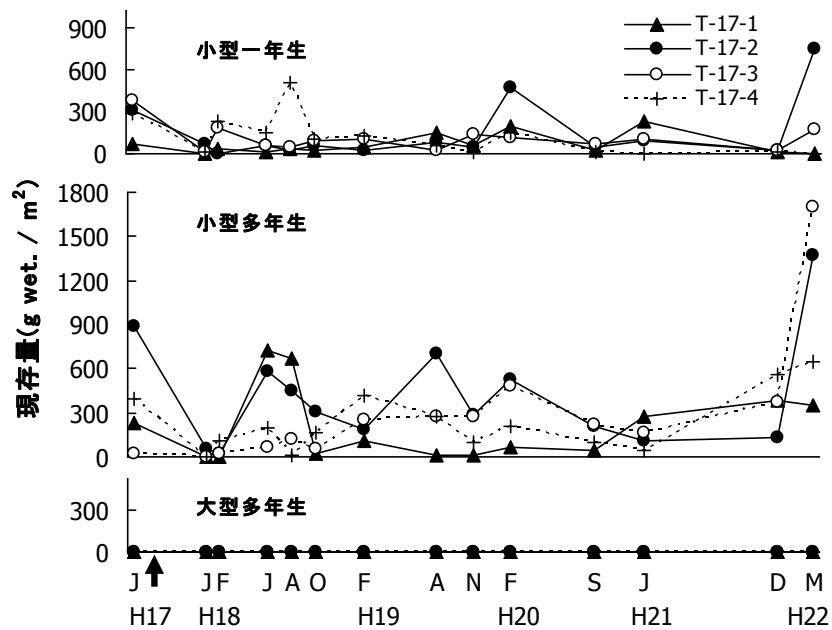 現存量(g wet. / m²)
900
600
300
0
小型一年生
T-17-1
T-17-2
T-17-3
T-17-4
1800
1500
1200
900
600
300
0
小型多年生
300
0
大型多年生
J J F J A O F A N F S J D M
H17 H18 H19 H20 H21 H22